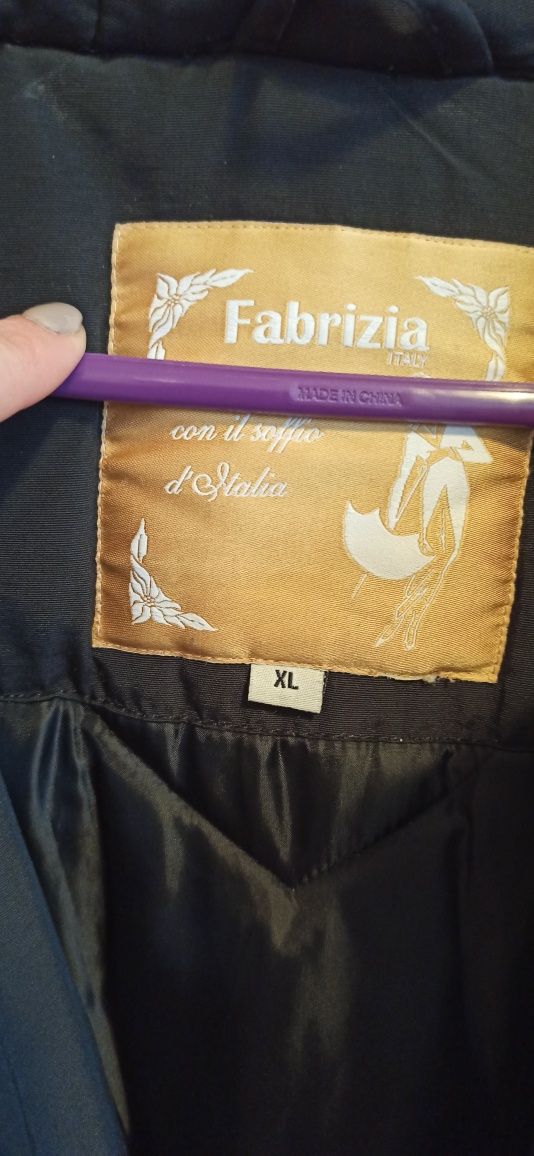 Fabrizia
ITALY
MADE IN CHINA
con il soffio
d'Italia
XL